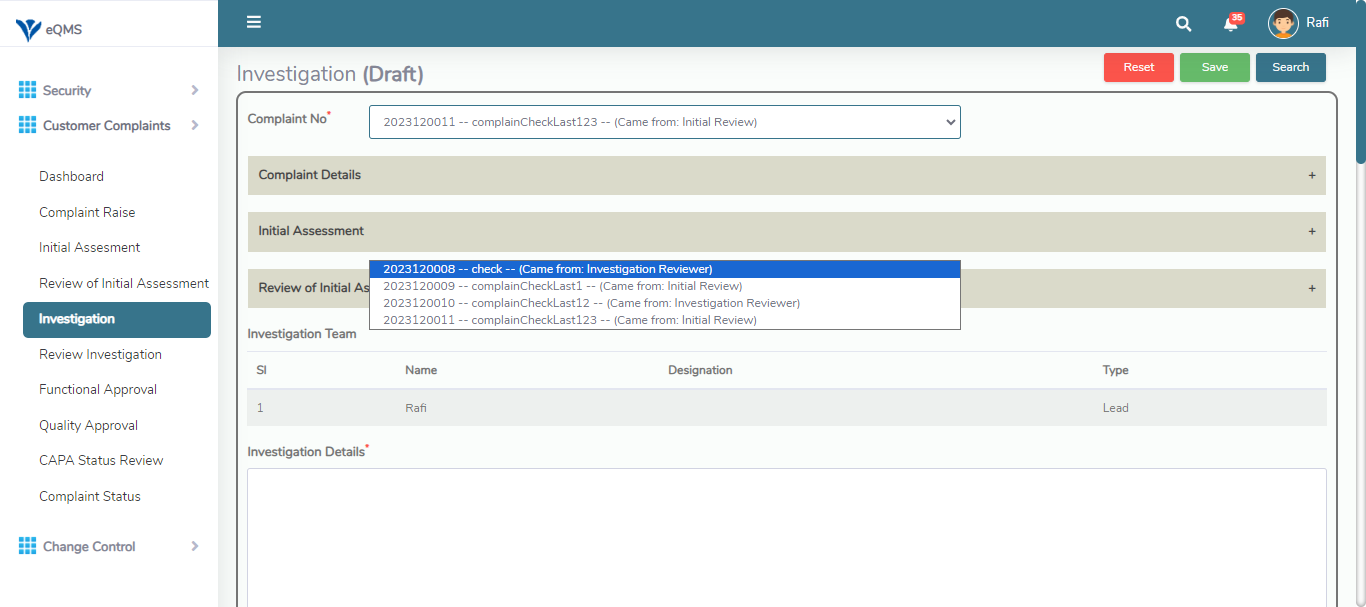 eQMS
35
Rafi
Security
Customer Complaints
Dashboard
Complaint Raise
Initial Assesment
Review of Initial Assessment
Investigation
Review Investigation
Functional Approval
Quality Approval
CAPA Status Review
Complaint Status
Change Control
Investigation (Draft)
Reset Save Search
Complaint No* 2023120011 -- complainCheckLast123 -- (Came from: Initial Review)
Complaint Details +
Initial Assessment +
2023120008 -- check -- (Came from: Investigation Reviewer)
Review of Initial As +
2023120009 -- complainCheckLast1 -- (Came from: Initial Review)
2023120010 -- complainCheckLast12 -- (Came from: Investigation Reviewer)
2023120011 -- complainCheckLast123 -- (Came from: Initial Review)
Investigation Team
Sl Name Designation Type
1 Rafi Lead
Investigation Details*